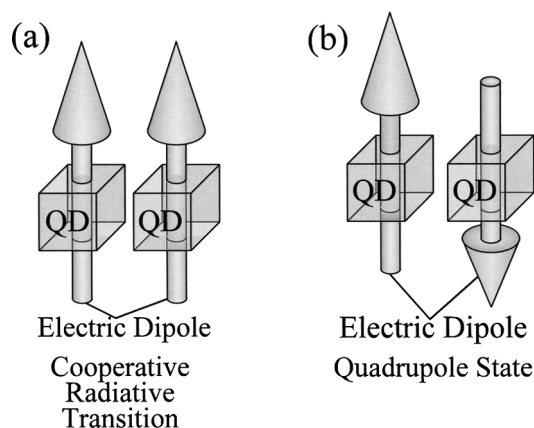 (a)
QD QD
Electric Dipole
Cooperative
Radiative
Transition
(b)
QD QD
Electric Dipole
Quadrupole State